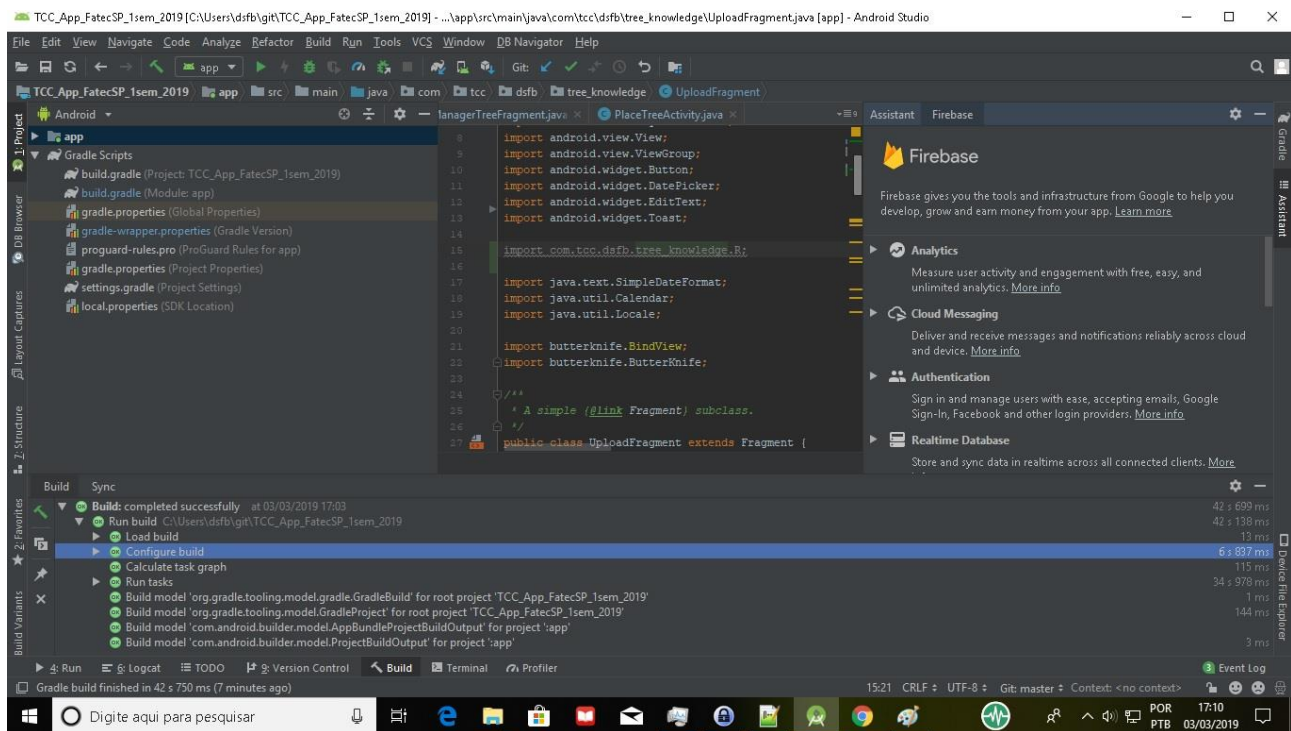 TCC_App_FatecSP_1sem_2019 [C:\Users\dsfb\git\TCC_App_FatecSP_1sem_2019] - ...\app\src\main\java\com\tcc\dsfb\tree_knowledge\UploadFragment.java [app] - Android Studio
File Edit View Navigate Code Analyze Refactor Build Run Tools VCS Window DB Navigator Help
app Git:
TCC_App_FatecSP_1sem_2019 app src main java com tcc dsfb tree_knowledge UploadFragment
1: Project
DB Browser
Layout Captures
7: Structure
2: Favorites
Build Variants
Android
app
Gradle Scripts
build.gradle (Project: TCC_App_FatecSP_1sem_2019)
build.gradle (Module: app)
gradle.properties (Global Properties)
gradle-wrapper.properties (Gradle Version)
proguard-rules.pro (ProGuard Rules for app)
gradle.properties (Project Properties)
settings.gradle (Project Settings)
local.properties (SDK Location)
ManagerTreeFragment.java PlaceTreeActivity.java
8 import android.view.View;
9 import android.view.ViewGroup;
10 import android.widget.Button;
11 import android.widget.DatePicker;
12 import android.widget.EditText;
13 import android.widget.Toast;
14
15 import com.tcc.dsfb.tree_knowledge.R;
16
17 import java.text.SimpleDateFormat;
18 import java.util.Calendar;
19 import java.util.Locale;
20
21 import butterknife.BindView;
22 import butterknife.ButterKnife;
23
24 /**
25 * A simple {@link Fragment} subclass.
26 */
27 public class UploadFragment extends Fragment {
Assistant Firebase
Firebase
Firebase gives you the tools and infrastructure from Google to help you
develop, grow and earn money from your app. Learn more
Analytics
Measure user activity and engagement with free, easy, and
unlimited analytics. More info
Cloud Messaging
Deliver and receive messages and notifications reliably across cloud
and device. More info
Authentication
Sign in and manage users with ease, accepting emails, Google
Sign-In, Facebook and other login providers. More info
Realtime Database
Store and sync data in realtime across all connected clients. More
Gradle
Assistant
Device File Explorer
Build Sync
Build: completed successfully at 03/03/2019 17:03 42 s 699 ms
Run build C:\Users\dsfb\git\TCC_App_FatecSP_1sem_2019 42 s 138 ms
Load build 13 ms
Configure build 6 s 837 ms
Calculate task graph 115 ms
Run tasks 34 s 978 ms
Build model 'org.gradle.tooling.model.gradle.GradleBuild' for root project 'TCC_App_FatecSP_1sem_2019' 1 ms
Build model 'org.gradle.tooling.model.GradleProject' for root project 'TCC_App_FatecSP_1sem_2019' 144 ms
Build model 'com.android.builder.model.AppBundleProjectBuildOutput' for project ':app'
Build model 'com.android.builder.model.ProjectBuildOutput' for project ':app' 3 ms
4: Run 6: Logcat TODO 9: Version Control Build Terminal Profiler 3 Event Log
Gradle build finished in 42 s 750 ms (7 minutes ago) 15:21 CRLF UTF-8 Git: master Context: <no context>
Digite aqui para pesquisar POR 17:10
PTB 03/03/2019